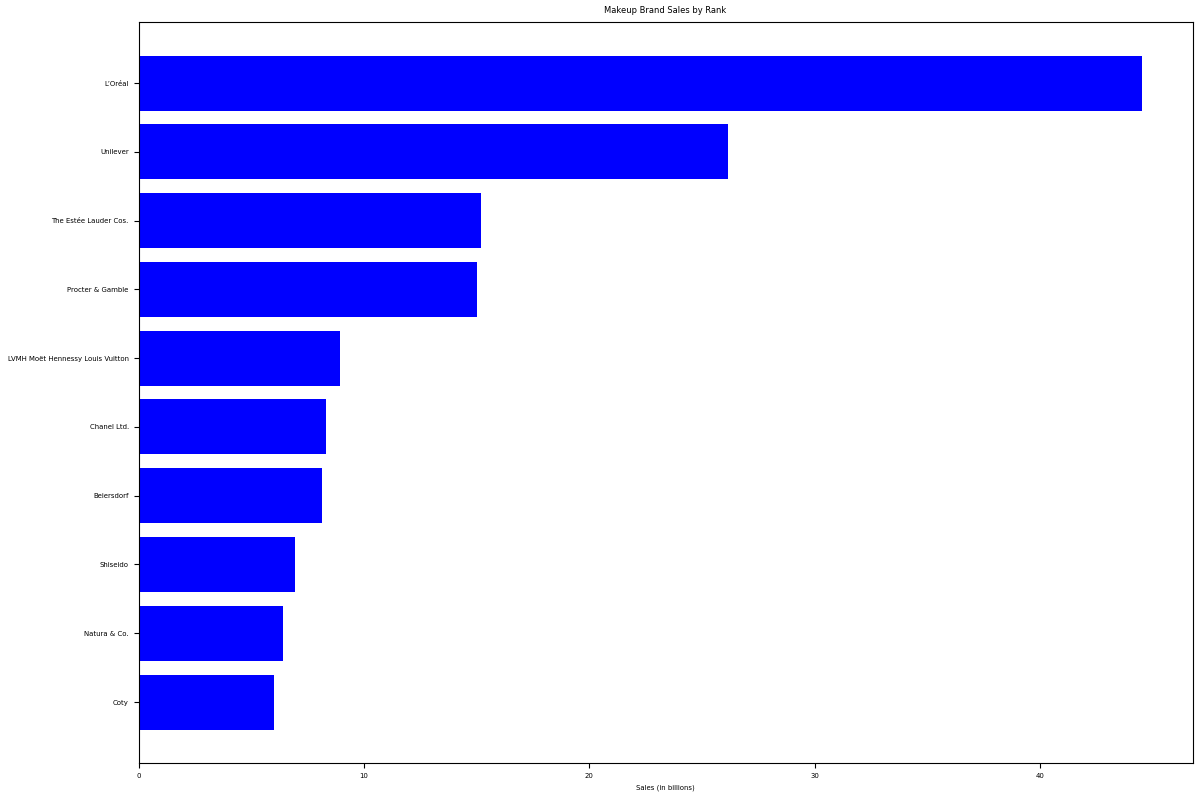 Makeup Brand Sales by Rank
L'Oréal
Unilever
The Estée Lauder Cos.
Procter & Gamble
LVMH Moët Hennessy Louis Vuitton
Chanel Ltd.
Beiersdorf
Shiseido
Natura & Co.
Coty
0 10 20 30 40
Sales (in billions)